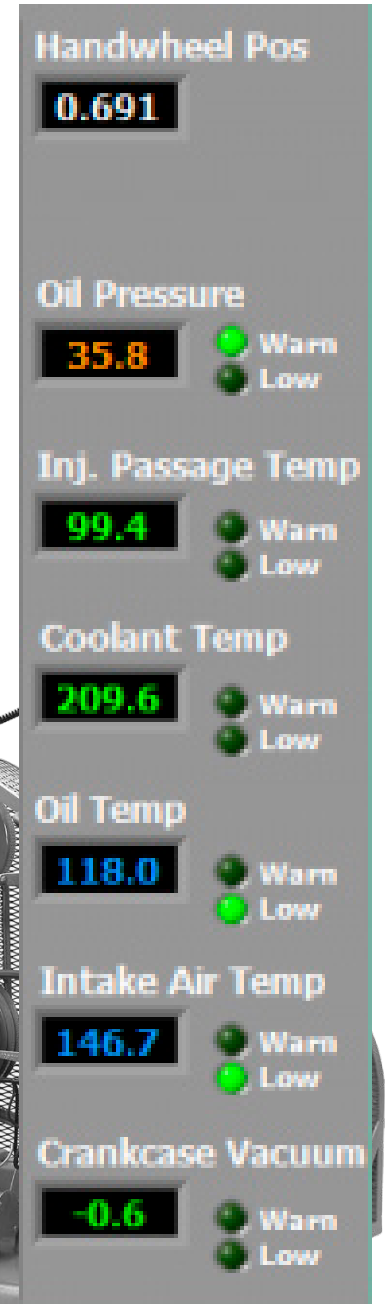 Handwheel Pos
0.691
Oil Pressure
35.8
Warn
Low
Inj. Passage Temp
99.4
Warn
Low
Coolant Temp
209.6
Warn
Low
Oil Temp
118.0
Warn
Low
Intake Air Temp
146.7
Warn
Low
Crankcase Vacuum
-0.6
Warn
Low